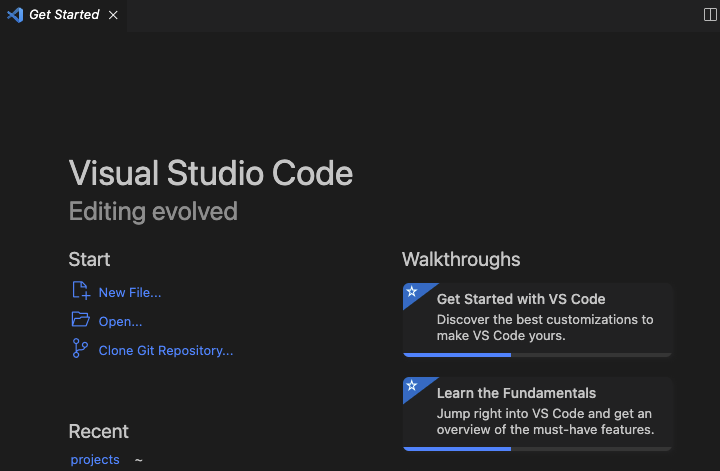 Get Started
Visual Studio Code
Editing evolved
Start
New File...
Open...
Clone Git Repository...
Recent
projects ~
Walkthroughs
Get Started with VS Code
Discover the best customizations to
make VS Code yours.
Learn the Fundamentals
Jump right into VS Code and get an
overview of the must-have features.